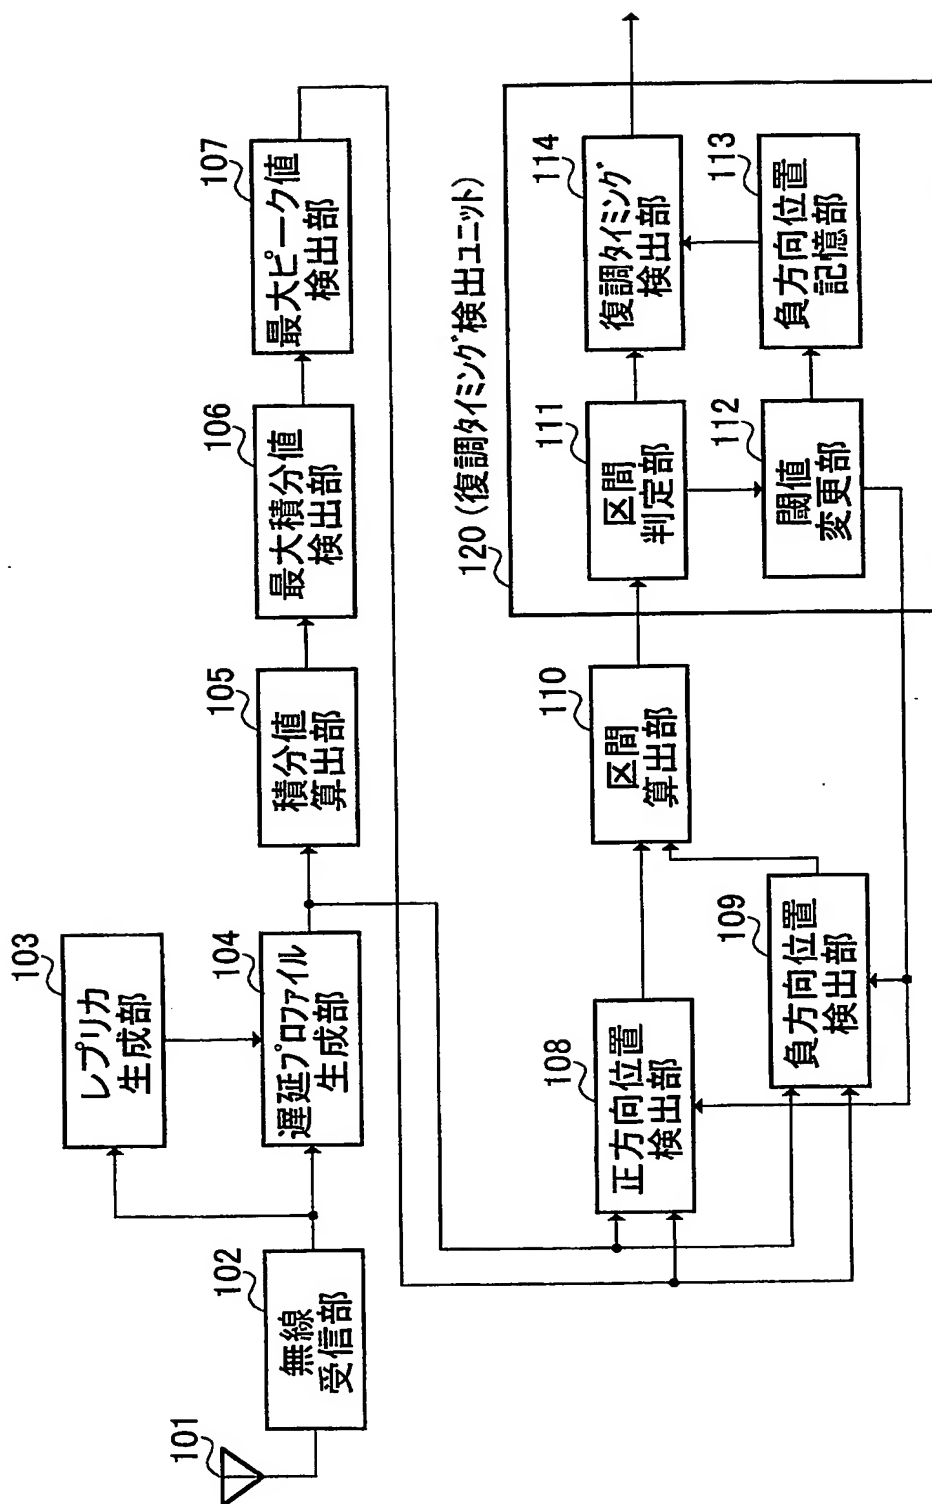 101
102
無線
受信部
103
レプリカ
生成部
104
遅延プロファイル
生成部
105
積分値
算出部
106
最大積分値
検出部
107
最大ピーク値
検出部
108
正方向位置
検出部
109
負方向位置
検出部
110
区間
算出部
120(復調タイミング検出ユニット)
111
区間
判定部
112
閾値
変更部
114
復調タイミング
検出部
113
負方向位置
記憶部